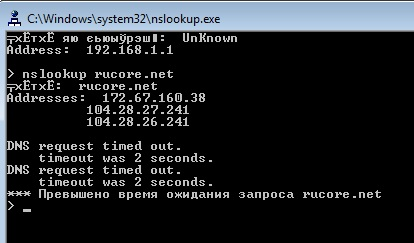 C:\Windows\system32\nslookup.exe
╤хЁтхЁ яю єьюыўрэш■:  UnKnown
Address:  192.168.1.1
> nslookup rucore.net
╤хЁтхЁ:  rucore.net
Addresses:  172.67.160.38
104.28.27.241
104.28.26.241
DNS request timed out.
timeout was 2 seconds.
DNS request timed out.
timeout was 2 seconds.
*** Превышено время ожидания запроса rucore.net
> _